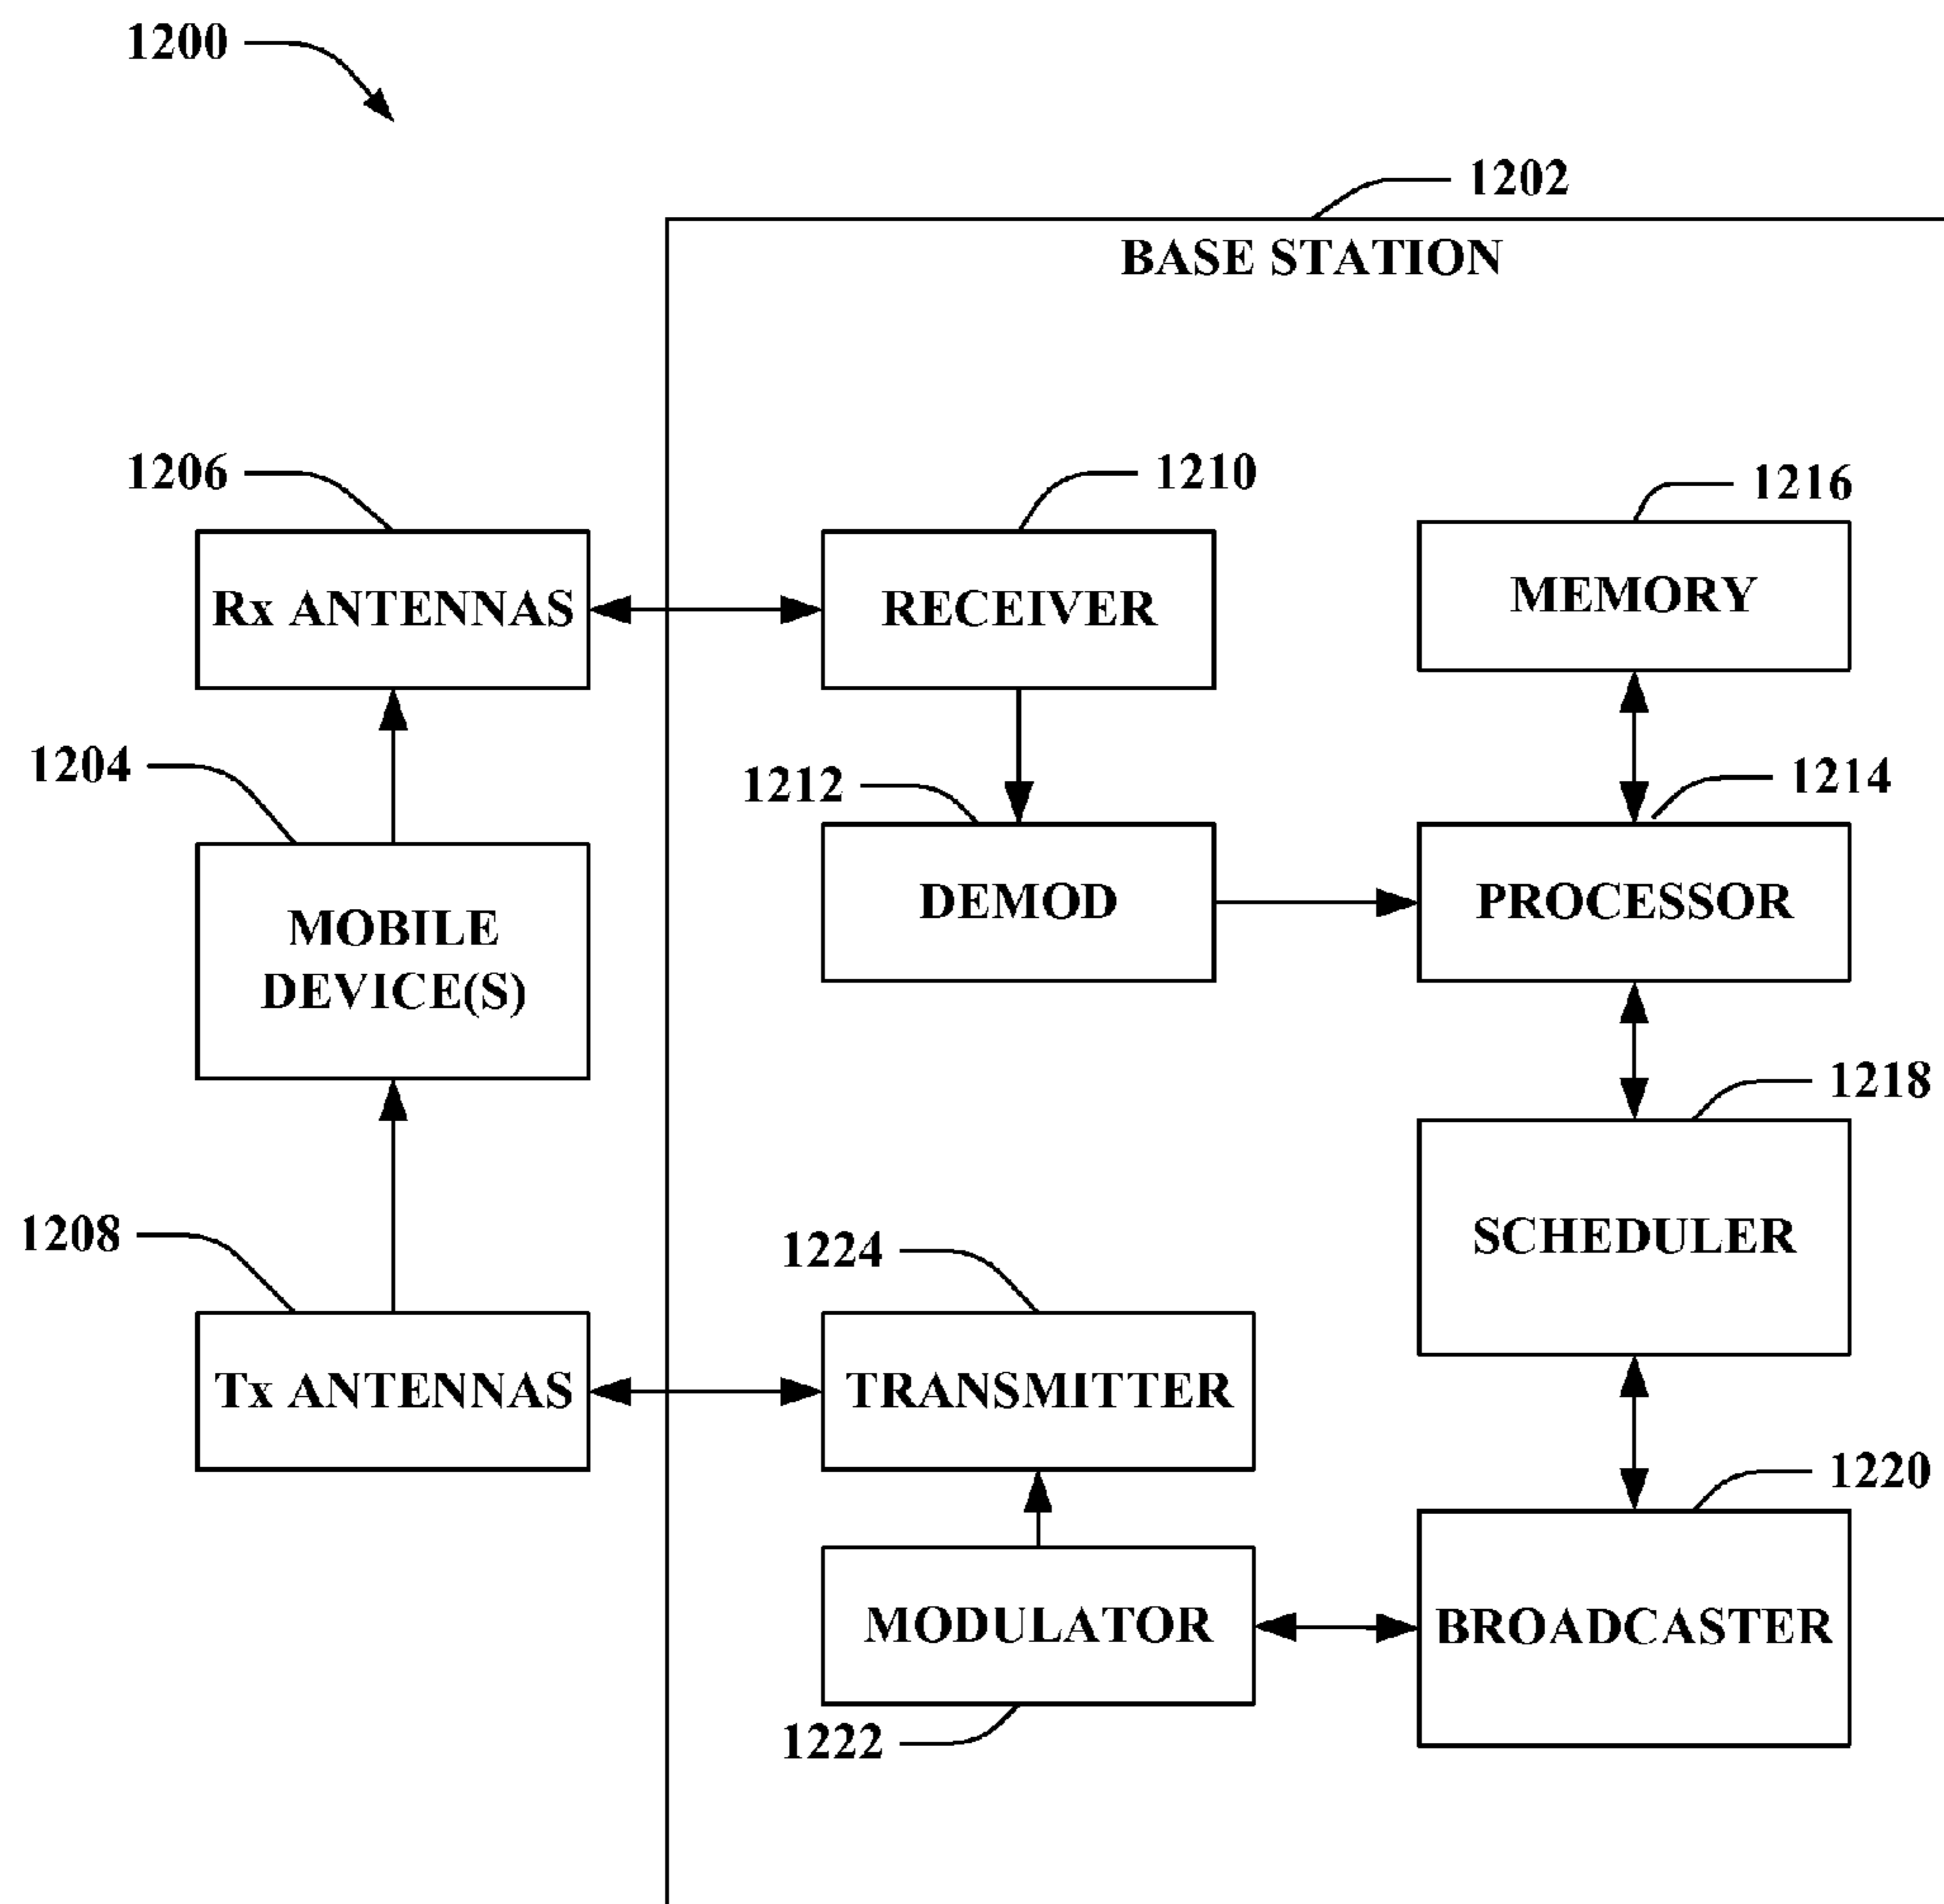 1200
1202
BASE STATION
1206
1210
1216
Rx ANTENNAS
RECEIVER
MEMORY
1204
1212
1214
MOBILE
DEVICE(S)
DEMOD
PROCESSOR
1218
1208
1224
SCHEDULER
Tx ANTENNAS
TRANSMITTER
1220
MODULATOR
BROADCASTER
1222